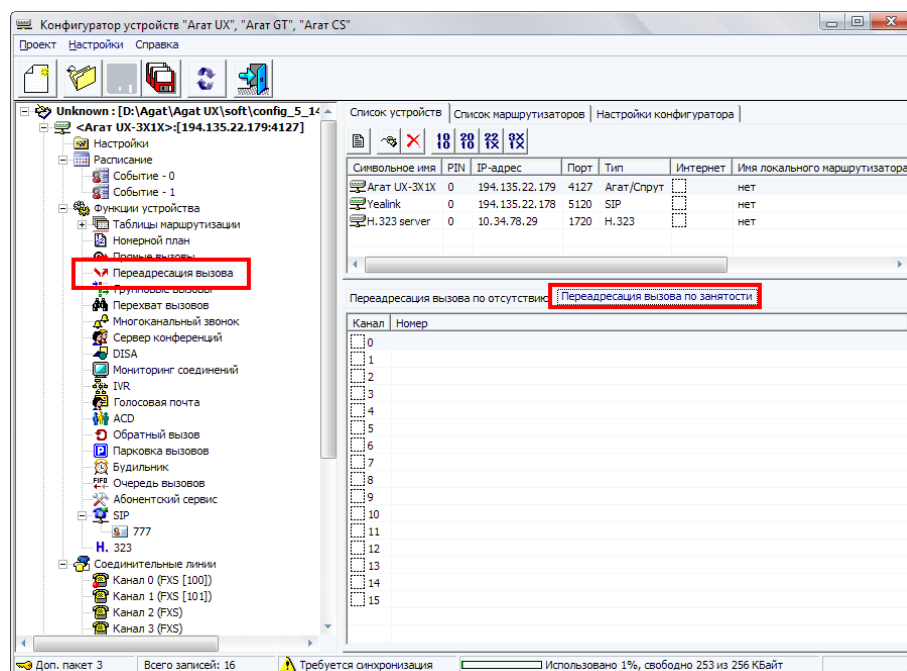 Конфигуратор устройств "Агат UX", "Агат GT", "Агат CS"
Проект Настройки Справка
Unknown : [D:\Agat\Agat UX\soft\config_5_14
<Агат UX-3X1X>:[194.135.22.179:4127]
Настройки
Расписание
Событие - 0
Событие - 1
Функции устройства
Таблицы маршрутизации
Номерной план
Прямые вызовы
Переадресация вызова
Групповые вызовы
Перехват вызовов
Многоканальный звонок
Сервер конференций
DISA
Мониторинг соединений
IVR
Голосовая почта
ACD
Обратный вызов
Парковка вызовов
Будильник
FIFO Очередь вызовов
Абонентский сервис
SIP
777
H. 323
Соединительные линии
Канал 0 (FXS [100])
Канал 1 (FXS [101])
Канал 2 (FXS)
Канал 3 (FXS)
Список устройств Список маршрутизаторов Настройки конфигуратора
Символьное имя PIN IP-адрес Порт Тип Интернет Имя локального маршрутизатора
Агат UX-3X1X 0 194.135.22.179 4127 Агат/Спрут нет
Yealink 0 194.135.22.178 5120 SIP нет
H.323 server 0 10.34.78.29 1720 H.323 нет
Переадресация вызова по отсутствию Переадресация вызова по занятости
Канал Номер
0
1
2
3
4
5
6
7
8
9
10
11
12
13
14
15
Доп. пакет 3 Всего записей: 16 Требуется синхронизация Использовано 1%, свободно 253 из 256 КБайт